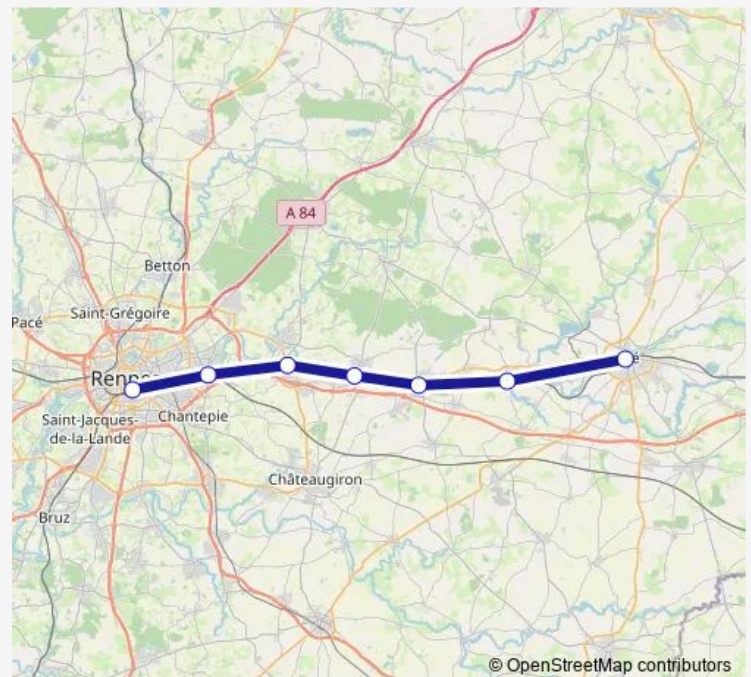 A 84
Betton
Saint-Grégoire
Pacé
Saint-Jacques-
de-la-Lande
Chantepie
Châteaugiron
Bruz
© OpenStreetMap contributors